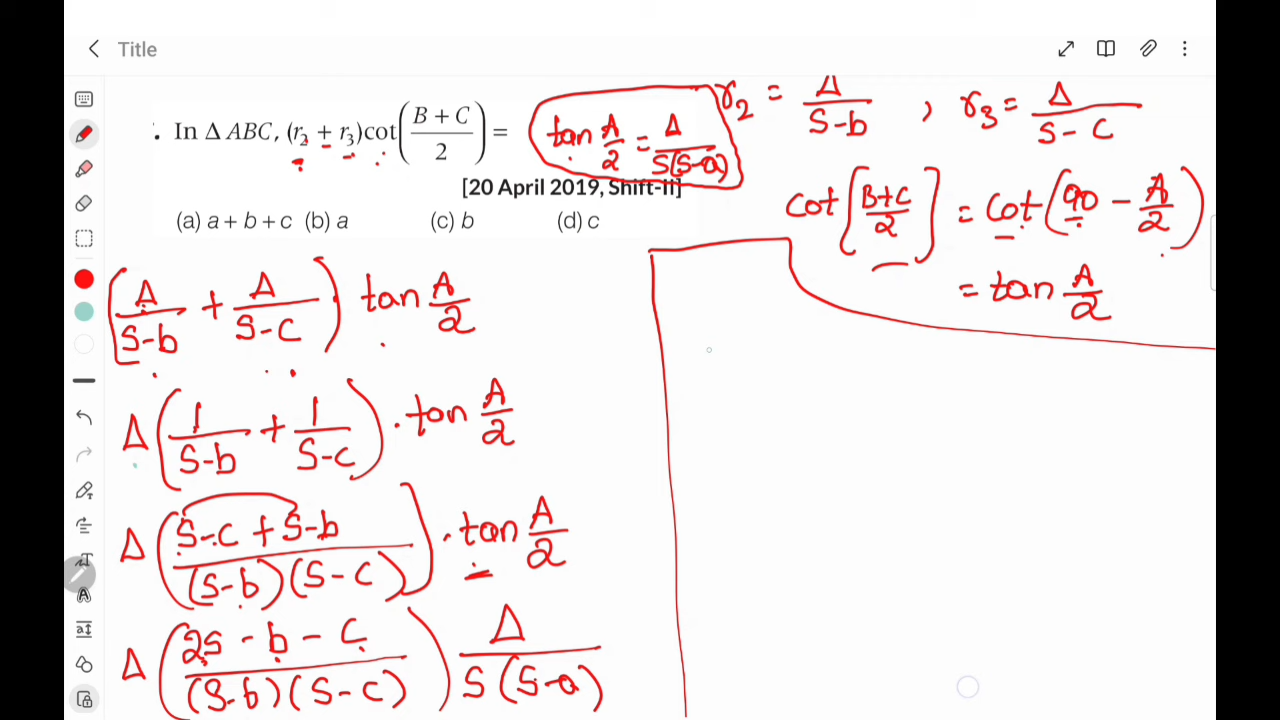 Title
. In Δ ABC, (r₂ + r₃)cot((B + C)/2) =
[20 April 2019, Shift-II]
(a) a + b + c (b) a (c) b (d) c
tan A/2 = Δ/(S(S-a))
r₂ = Δ/(S-b) , r₃ = Δ/(S-c)
cot[(B+C)/2] = cot(90 - A/2)
= tan A/2
(Δ/(S-b) + Δ/(S-c)) tan A/2
Δ(1/(S-b) + 1/(S-c)) . tan A/2
Δ((S-c + S-b)/((S-b)(S-c))) . tan A/2
Δ((2S - b - c)/((S-b)(S-c))) Δ/(S(S-a))